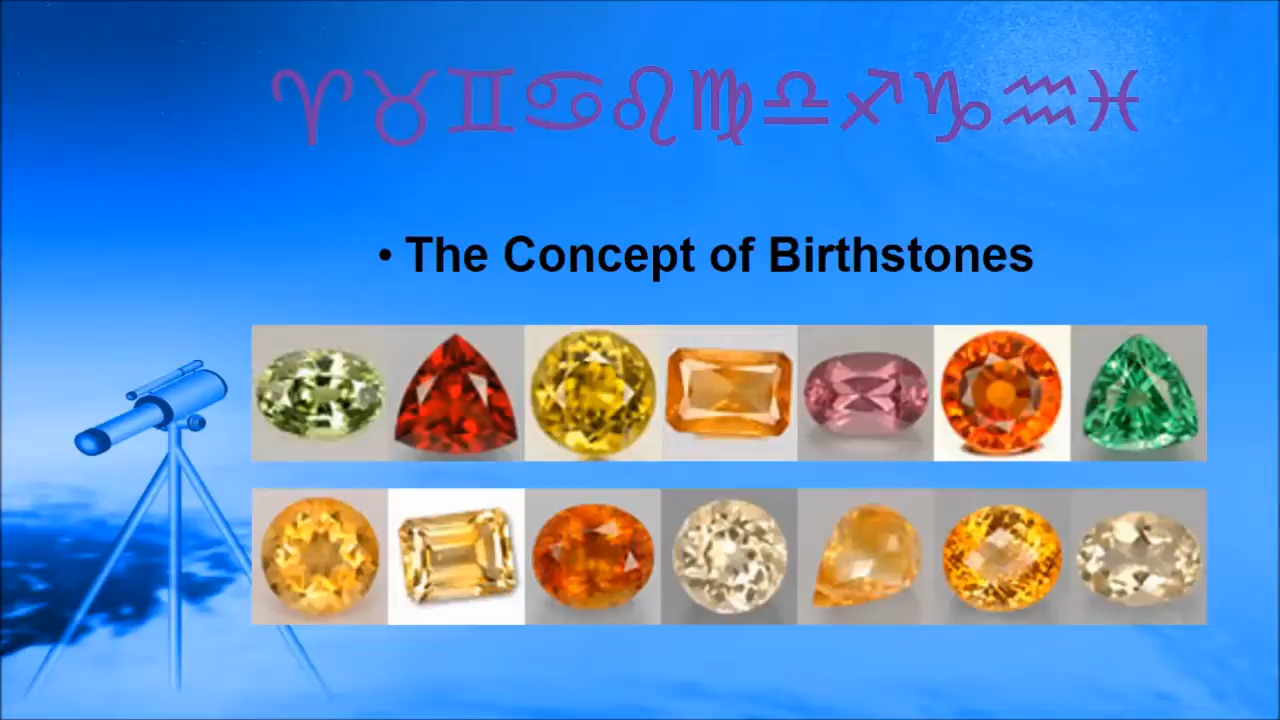 ♈♉♊♋♌♍♎♐♑♒♓
• The Concept of Birthstones